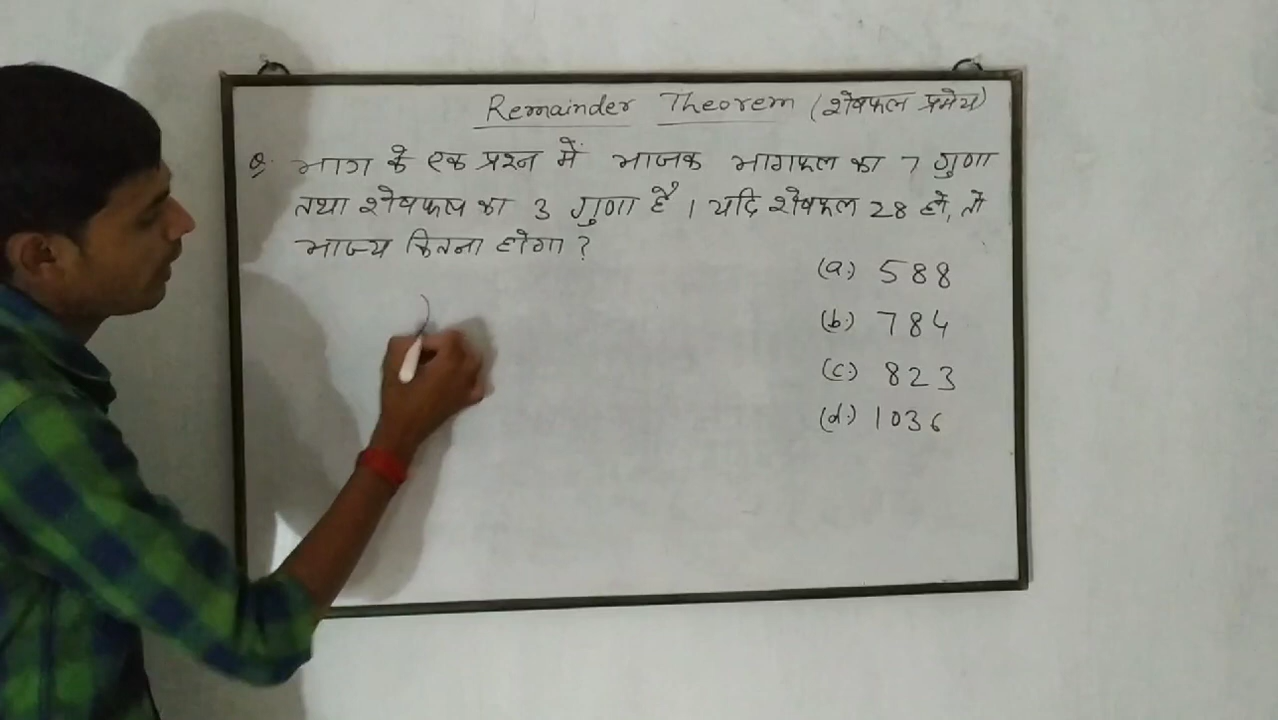 Remainder Theorem (शेषफल प्रमेय)
Q. भाग के एक प्रश्न में भाजक भागफल का 7 गुणा
तथा शेषफल का 3 गुणा है । यदि शेषफल 28 हो, तो
भाज्य कितना होगा ?
(a.) 588
(b.) 784
(c.) 823
(d.) 1036